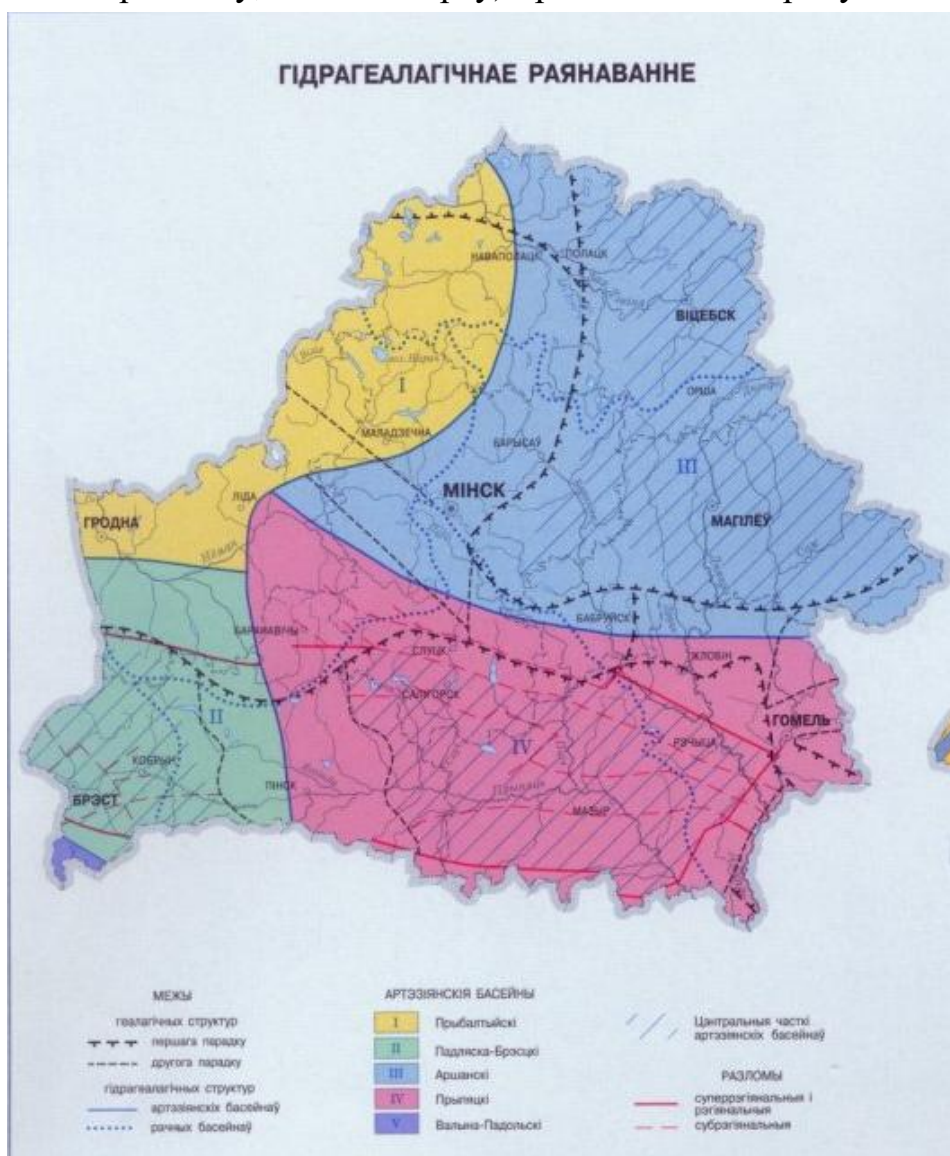 ГІДРАГЕАЛАГІЧНАЕ РАЯНАВАННЕ
НАВАПОЛАЦК
ПОЛАЦК
ВІЦЕБСК
I
ОРША
МАЛАДЗЕЧНА
БАРЫСАЎ
III
МІНСК
ЛІДА
МАГІЛЕЎ
ГРОДНА
Нёман
Сож
БАБРУЙСК
БАРАНАВІЧЫ
СЛУЦК
ЖЛОБІН
САЛІГОРСК
ГОМЕЛЬ
II
IV
РЭЧЫЦА
КОБРЫН
ПІНСК
БРЭСТ
МАЗЫР
МЕЖЫ
геалагічных структур
першага парадку
другога парадку
гідрагеалагічных структур
артэзіянскіх басейнаў
рачных басейнаў
АРТЭЗІЯНСКІЯ БАСЕЙНЫ
I Прыбалтыйскі
II Падляска-Брэсцкі
III Аршанскі
IV Прыпяцкі
V Валына-Падольскі
Цэнтральныя часткі
артэзіянскіх басейнаў
РАЗЛОМЫ
суперрэгіянальныя і
рэгіянальныя
субрэгіянальныя